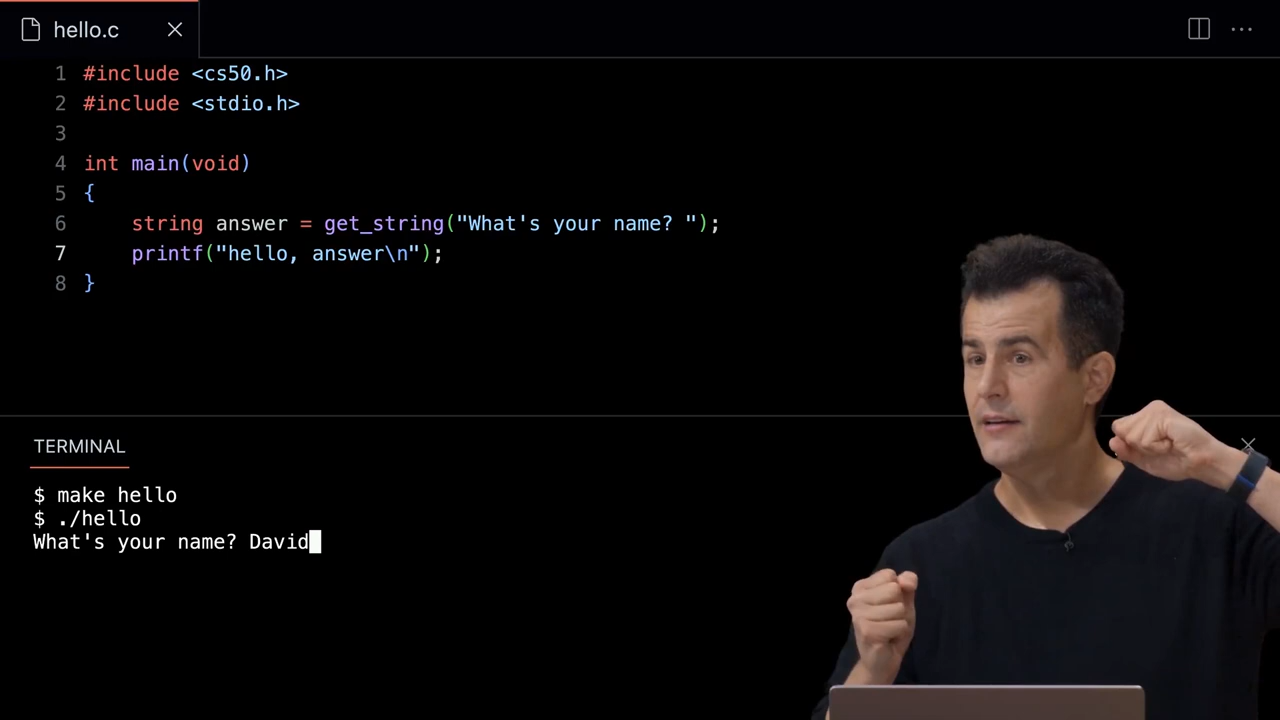 hello.c
1 #include <cs50.h>
2 #include <stdio.h>
3
4 int main(void)
5 {
6     string answer = get_string("What's your name? ");
7     printf("hello, answer\n");
8 }
TERMINAL
$ make hello
$ ./hello
What's your name? David